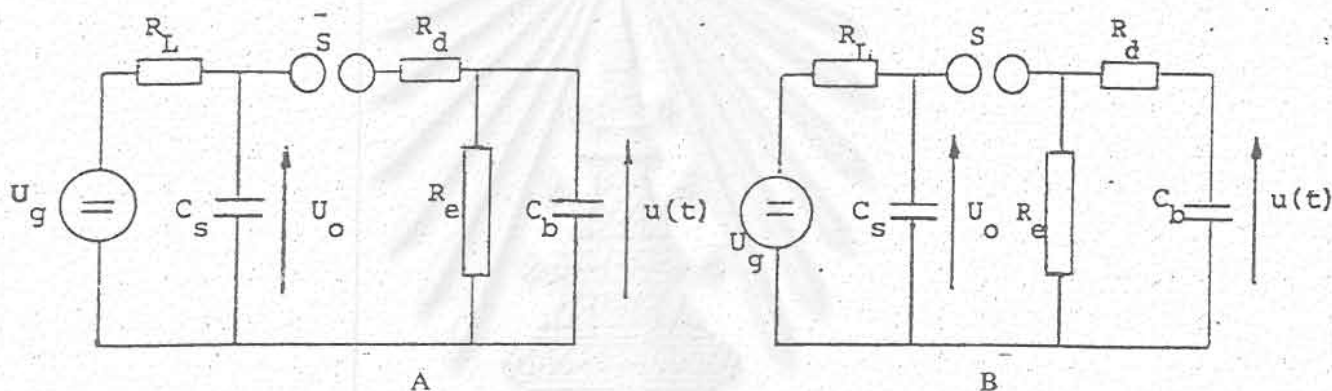 R_L
S
R_d
U_g
C_s
U_o
R_e
C_b
u(t)
A
R_L
S
R_d
U_g
C_s
U_o
R_e
C_b
u(t)
B